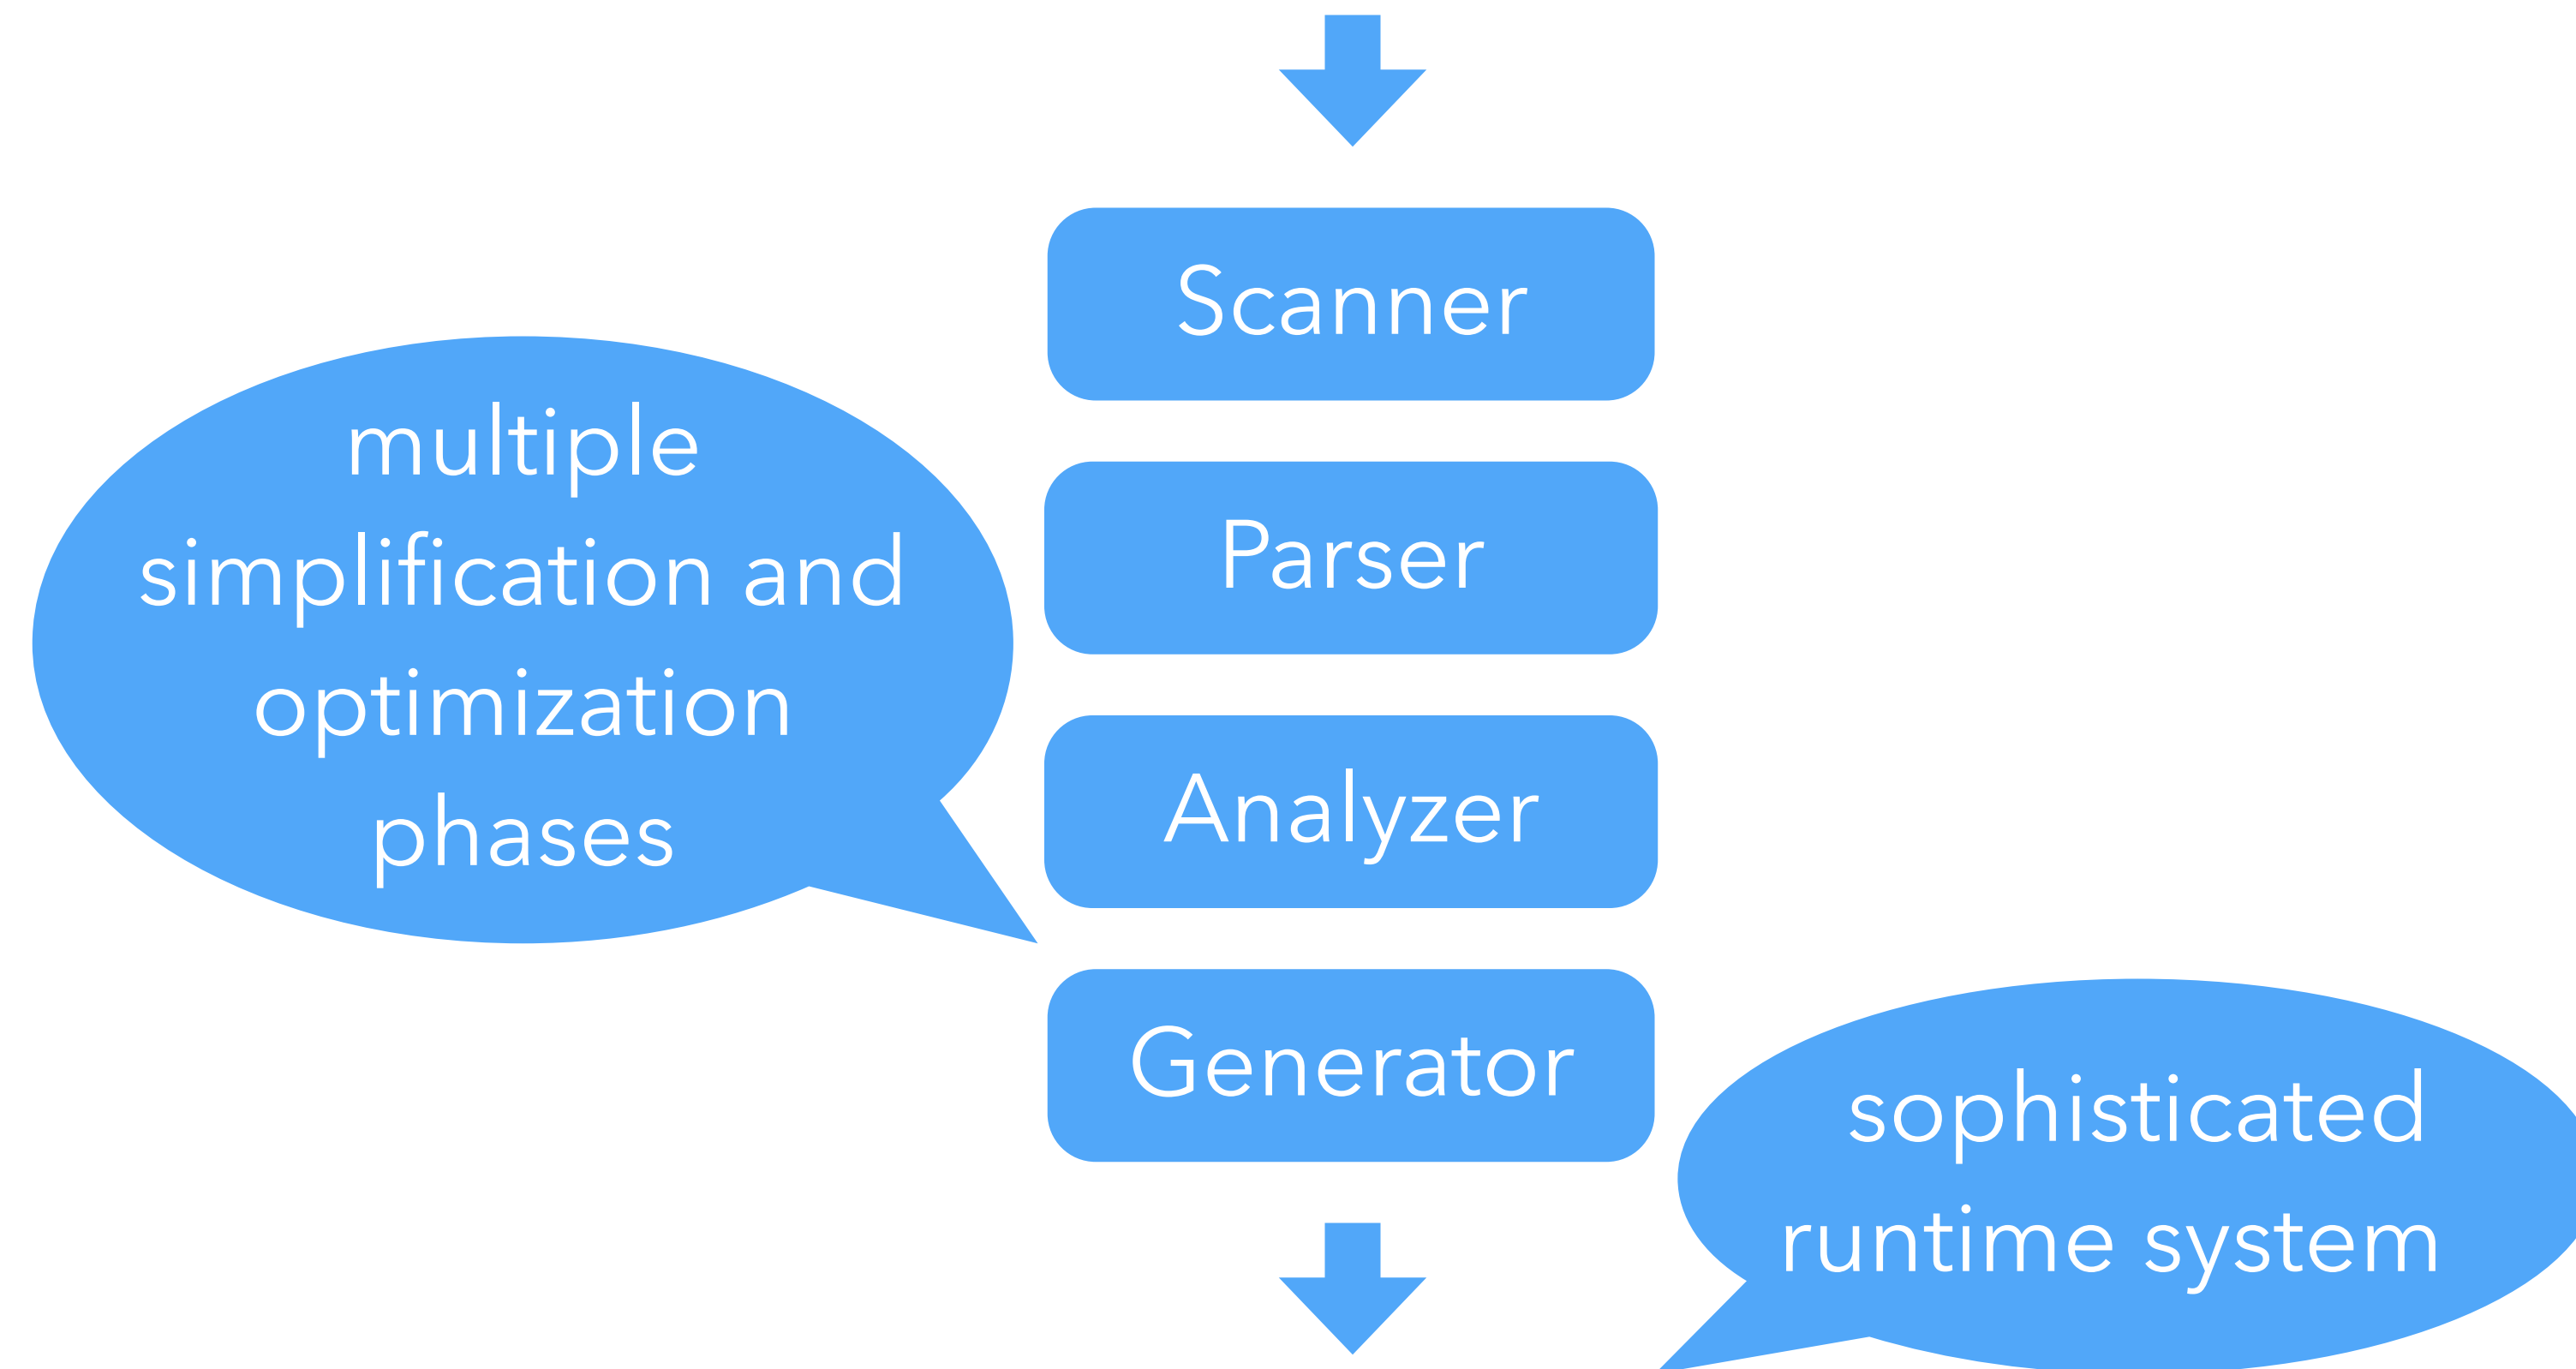 Scanner
multiple
simplification and
optimization
phases
Parser
Analyzer
Generator
sophisticated
runtime system